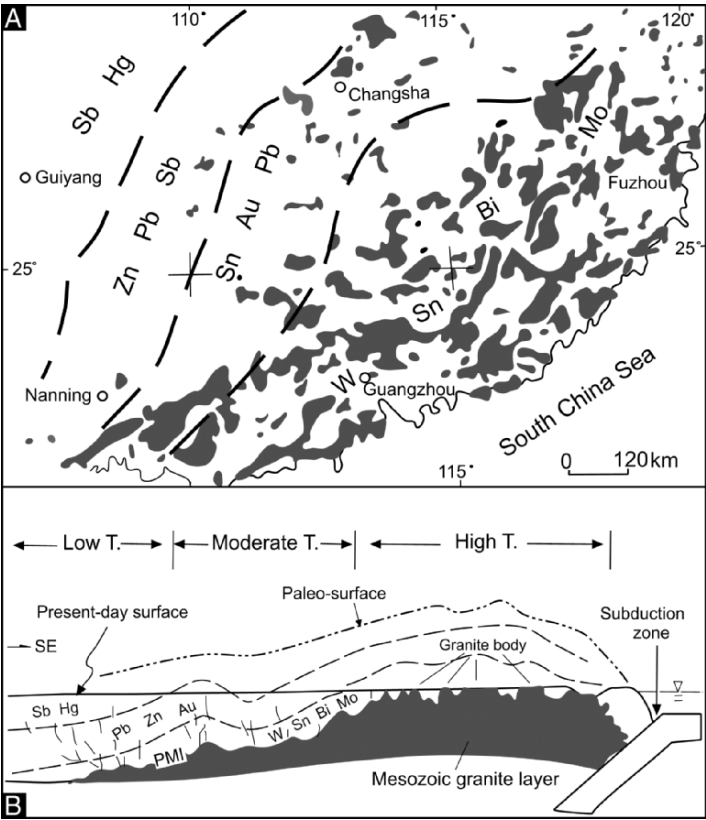 A
110°
115°
120°
Sb Hg
Changsha
Mo
Guiyang
Zn Pb Sb
Sn Au Pb
Bi
Fuzhou
25°
25°
Sn
Nanning
W
Guangzhou
South China Sea
115°
0 120 km
Low T.
Moderate T.
High T.
Paleo-surface
Present-day surface
Subduction
zone
SE
Granite body
Sb Hg
Pb Zn Au
W, Sn Bi Mo
PMI
Mesozoic granite layer
B